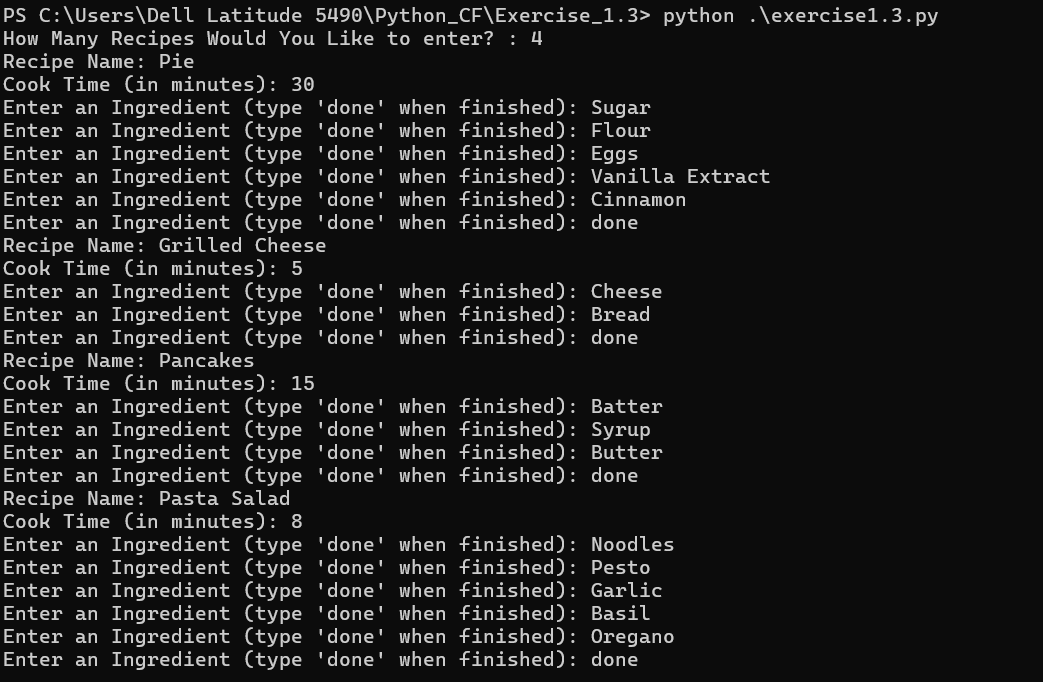 PS C:\Users\Dell Latitude 5490\Python_CF\Exercise_1.3> python .\exercise1.3.py
How Many Recipes Would You Like to enter? : 4
Recipe Name: Pie
Cook Time (in minutes): 30
Enter an Ingredient (type 'done' when finished): Sugar
Enter an Ingredient (type 'done' when finished): Flour
Enter an Ingredient (type 'done' when finished): Eggs
Enter an Ingredient (type 'done' when finished): Vanilla Extract
Enter an Ingredient (type 'done' when finished): Cinnamon
Enter an Ingredient (type 'done' when finished): done
Recipe Name: Grilled Cheese
Cook Time (in minutes): 5
Enter an Ingredient (type 'done' when finished): Cheese
Enter an Ingredient (type 'done' when finished): Bread
Enter an Ingredient (type 'done' when finished): done
Recipe Name: Pancakes
Cook Time (in minutes): 15
Enter an Ingredient (type 'done' when finished): Batter
Enter an Ingredient (type 'done' when finished): Syrup
Enter an Ingredient (type 'done' when finished): Butter
Enter an Ingredient (type 'done' when finished): done
Recipe Name: Pasta Salad
Cook Time (in minutes): 8
Enter an Ingredient (type 'done' when finished): Noodles
Enter an Ingredient (type 'done' when finished): Pesto
Enter an Ingredient (type 'done' when finished): Garlic
Enter an Ingredient (type 'done' when finished): Basil
Enter an Ingredient (type 'done' when finished): Oregano
Enter an Ingredient (type 'done' when finished): done